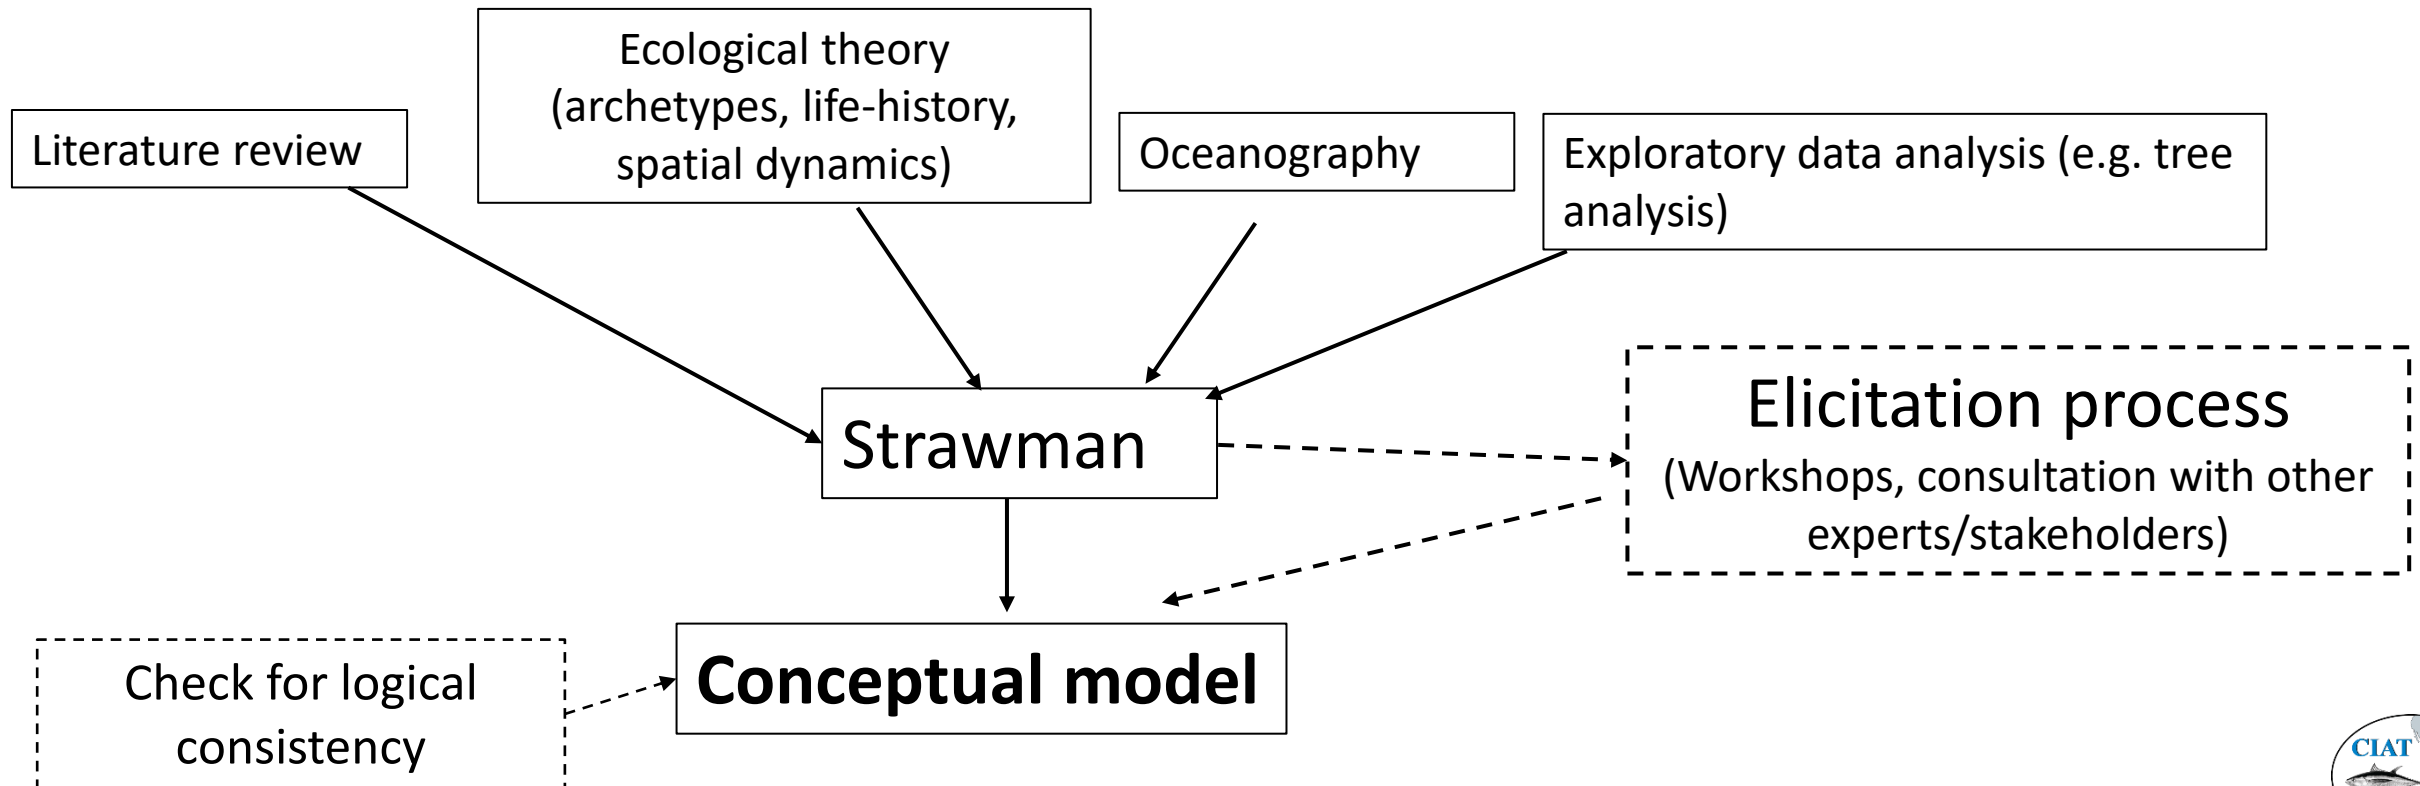 Ecological theory
(archetypes, life-history,
spatial dynamics)
Literature review
Oceanography
Exploratory data analysis (e.g. tree
analysis)
Strawman
Elicitation process
(Workshops, consultation with other
experts/stakeholders)
Conceptual model
Check for logical
consistency
CIAT